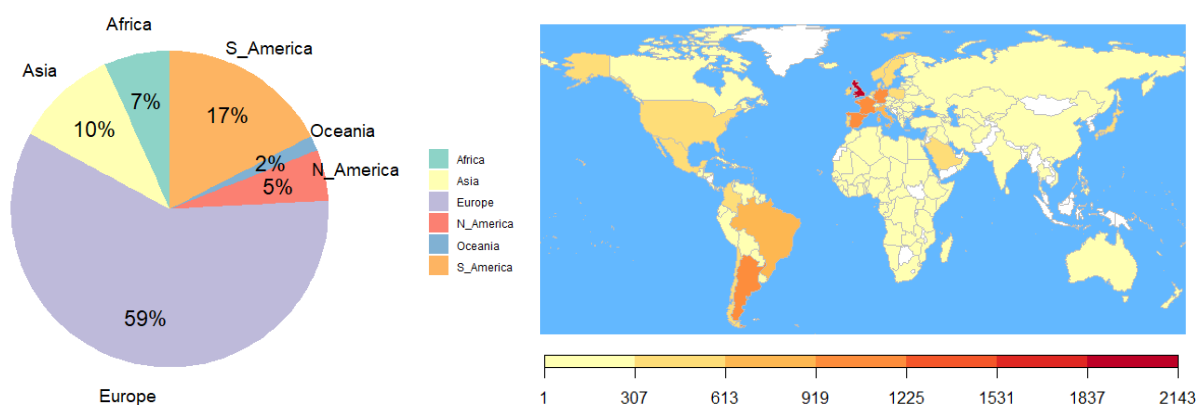 Africa
S_America
Asia
7%
17%
10%
Oceania
2%
N_America
5%
59%
Europe
Africa
Asia
Europe
N_America
Oceania
S_America
1 307 613 919 1225 1531 1837 2143